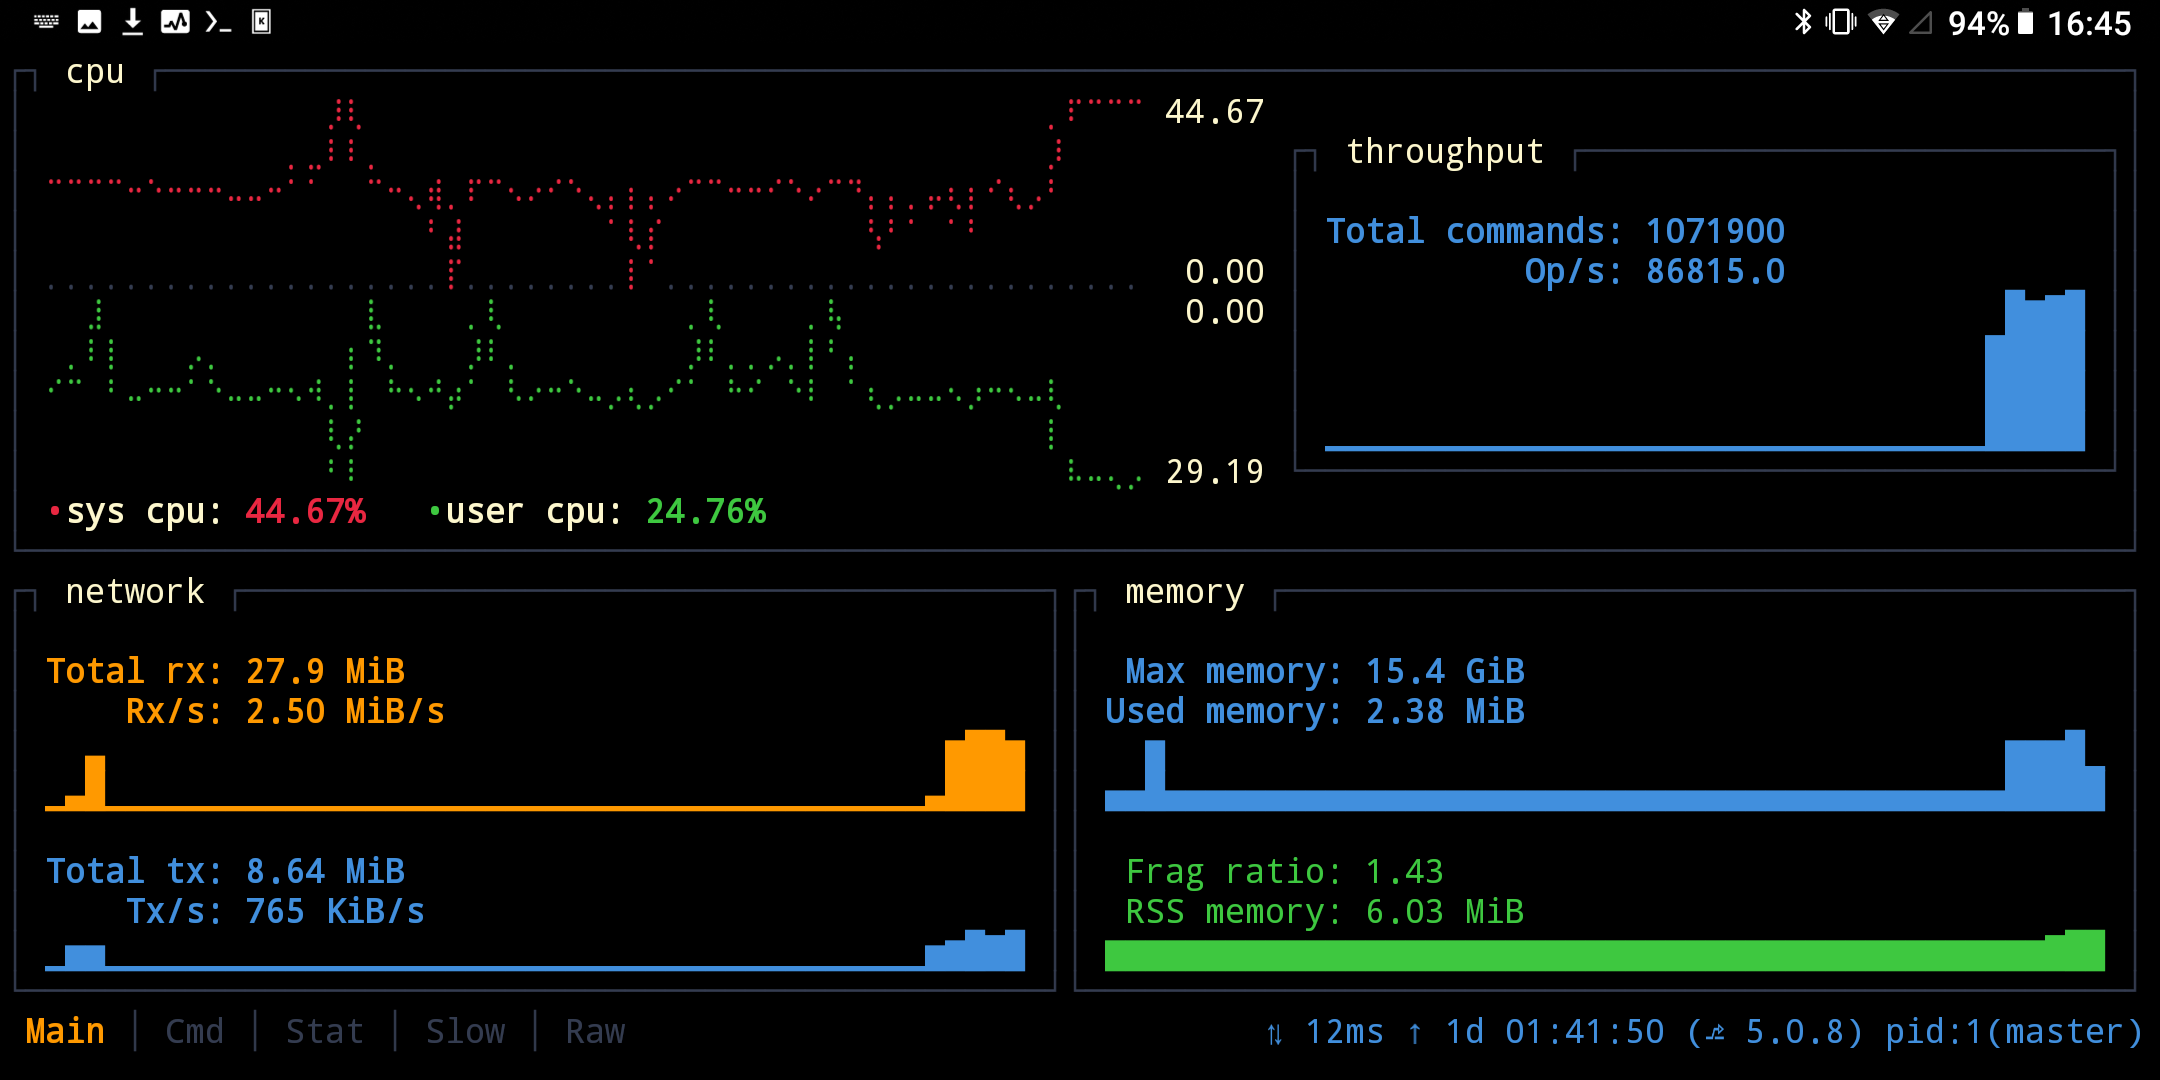 94% 16:45
cpu
44.67
throughput
Total commands: 1071900
Op/s: 86815.0
0.00
0.00
29.19
•sys cpu: 44.67% •user cpu: 24.76%
network
Total rx: 27.9 MiB
Rx/s: 2.50 MiB/s
Total tx: 8.64 MiB
Tx/s: 765 KiB/s
memory
Max memory: 15.4 GiB
Used memory: 2.38 MiB
Frag ratio: 1.43
RSS memory: 6.03 MiB
Main │ Cmd │ Stat │ Slow │ Raw
⇅ 12ms ↑ 1d 01:41:50 (⥱ 5.0.8) pid:1(master)